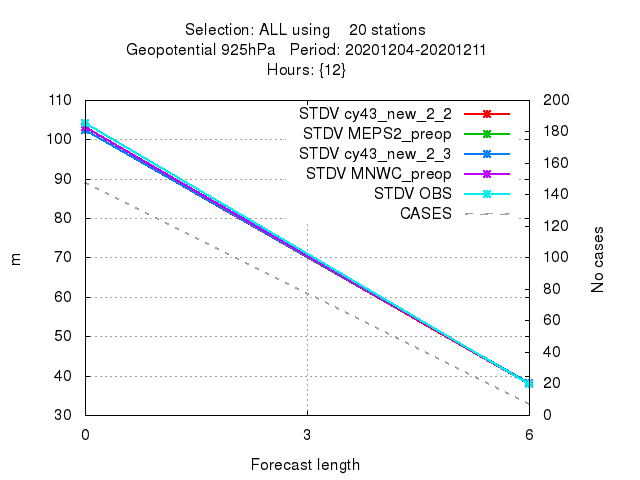 Selection: ALL using 20 stations
Geopotential 925hPa Period: 20201204-20201211
Hours: {12}
110
100
90
80
70
60
50
40
30
200
180
160
140
120
100
80
60
40
20
0
STDV cy43_new_2_2
STDV MEPS2_preop
STDV cy43_new_2_3
STDV MNWC_preop
STDV OBS
CASES
m
No cases
0 3 6
Forecast length